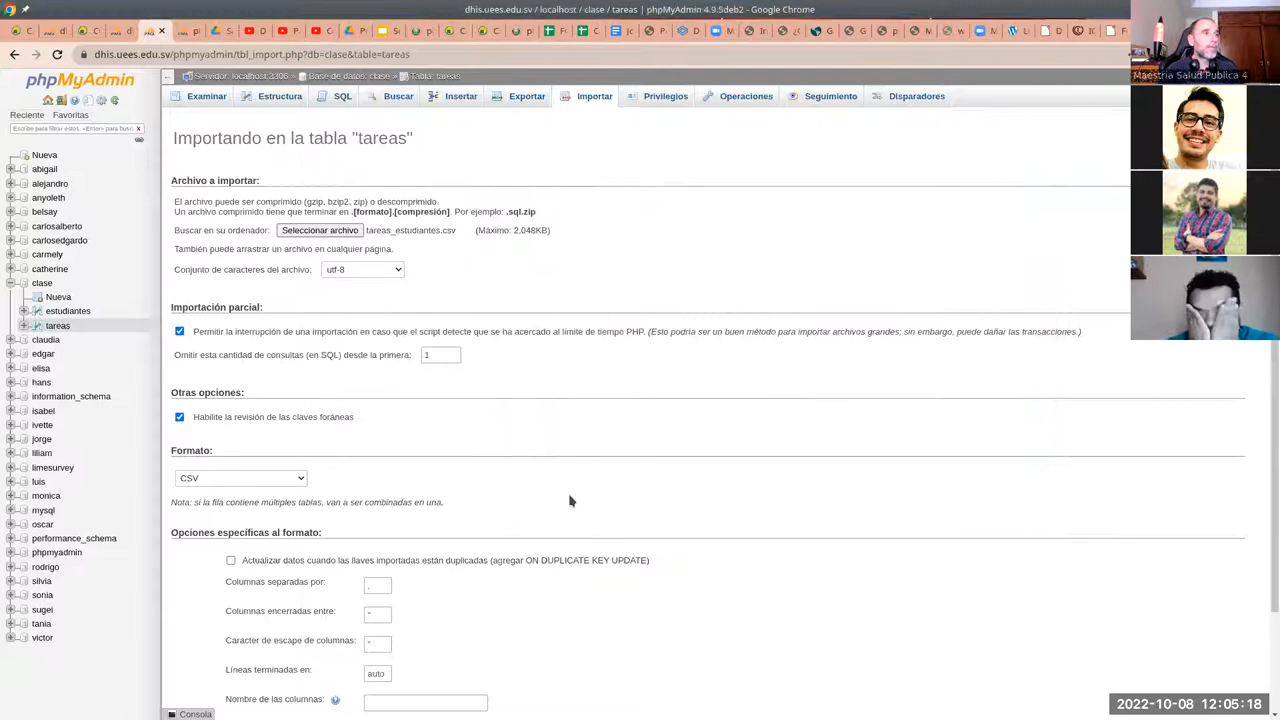 dhis.uees.edu.sv / localhost / clase / tareas | phpMyAdmin 4.9.5deb2 - Google Chrome
dhis.uees.edu.sv/phpMyAdmin/tbl_import.php?db=clase&table=tareas
phpMyAdmin
Reciente Favoritas
Escribe para filtrar estos, <Enter> para busc X
Nueva
abigail
alejandro
anyoleth
belsay
carlosalberto
carlosedgardo
carmely
catherine
clase
Nueva
estudiantes
tareas
claudia
edgar
elisa
hans
information_schema
isabel
ivette
jorge
liliam
limesurvey
luis
monica
mysql
oscar
performance_schema
phpmyadmin
rodrigo
silvia
sonia
sugei
tania
victor
Servidor: localhost:3306 » Base de datos: clase » Tabla: tareas
Examinar Estructura SQL Buscar Insertar Exportar Importar Privilegios Operaciones Seguimiento Disparadores
Importando en la tabla "tareas"
Archivo a importar:
El archivo puede ser comprimido (gzip, bzip2, zip) o descomprimido.
Un archivo comprimido tiene que terminar en .[formato].[compresión]. Por ejemplo: .sql.zip
Buscar en su ordenador: Seleccionar archivo tareas_estudiantes.csv (Máximo: 2,048KB)
También puede arrastrar un archivo en cualquier página.
Conjunto de caracteres del archivo: utf-8
Importación parcial:
Permitir la interrupción de una importación en caso que el script detecte que se ha acercado al límite de tiempo PHP. (Esto podría ser un buen método para importar archivos grandes; sin embargo, puede dañar las transacciones.)
Omitir esta cantidad de consultas (en SQL) desde la primera: 1
Otras opciones:
Habilite la revisión de las claves foráneas
Formato:
CSV
Nota: si la fila contiene múltiples tablas, van a ser combinadas en una.
Opciones específicas al formato:
Actualizar datos cuando las llaves importadas están duplicadas (agregar ON DUPLICATE KEY UPDATE)
Columnas separadas por: ,
Columnas encerradas entre: "
Caracter de escape de columnas: "
Líneas terminadas en: auto
Nombre de las columnas:
Consola
Maestria Salud Publica 4
2022-10-08 12:05:18